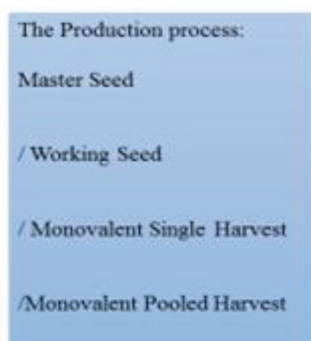 The Production process:
Master Seed
/ Working Seed
/ Monovalent Single Harvest
/Monovalent Pooled Harvest